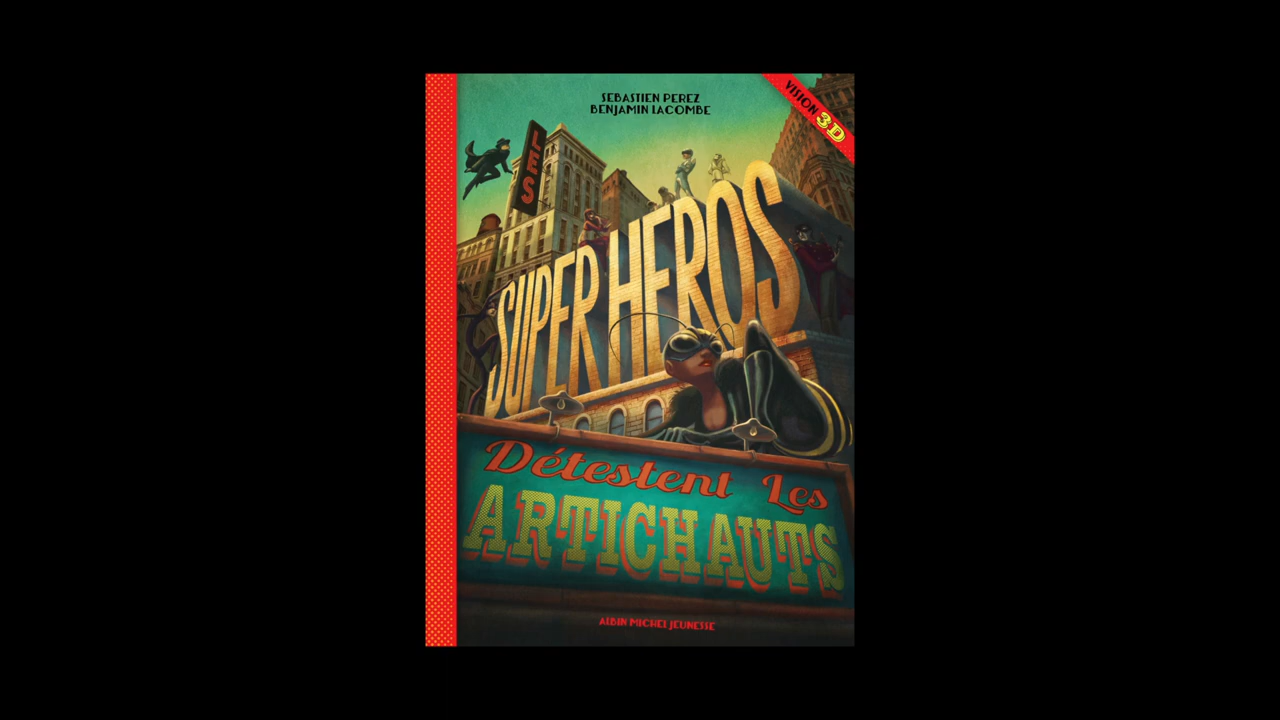 SEBASTIEN PEREZ
BENJAMIN LACOMBE
VISION 3D
LES
SUPER HEROS
Détestent Les
ARTICHAUTS
ALBIN MICHEL JEUNESSE